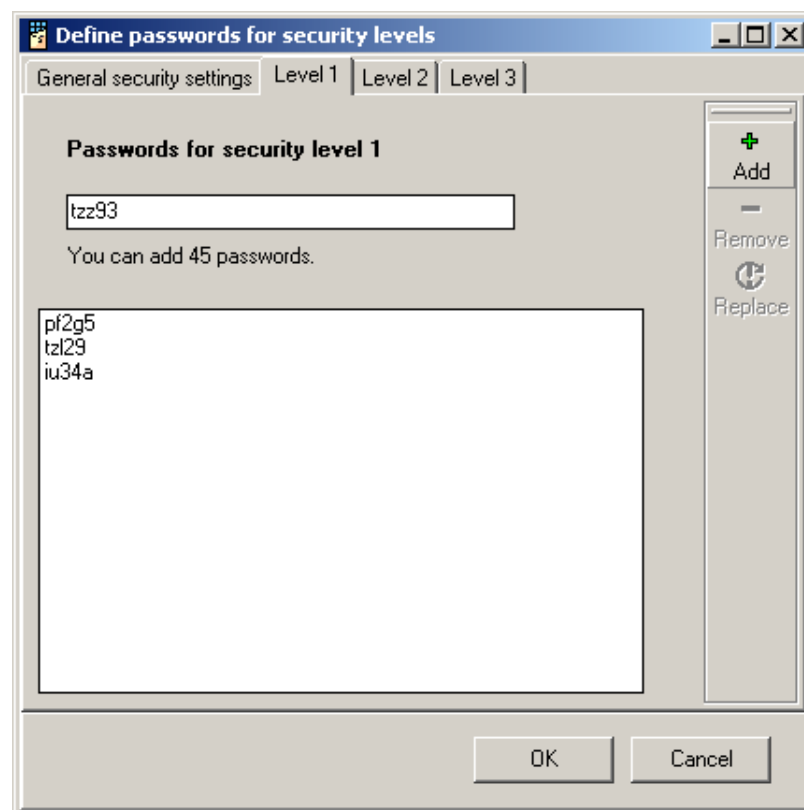 Define passwords for security levels
General security settings Level 1 Level 2 Level 3
Passwords for security level 1
Add
tzz93
Remove
You can add 45 passwords.
Replace
pf2g5
tzl29
iu34a
OK Cancel